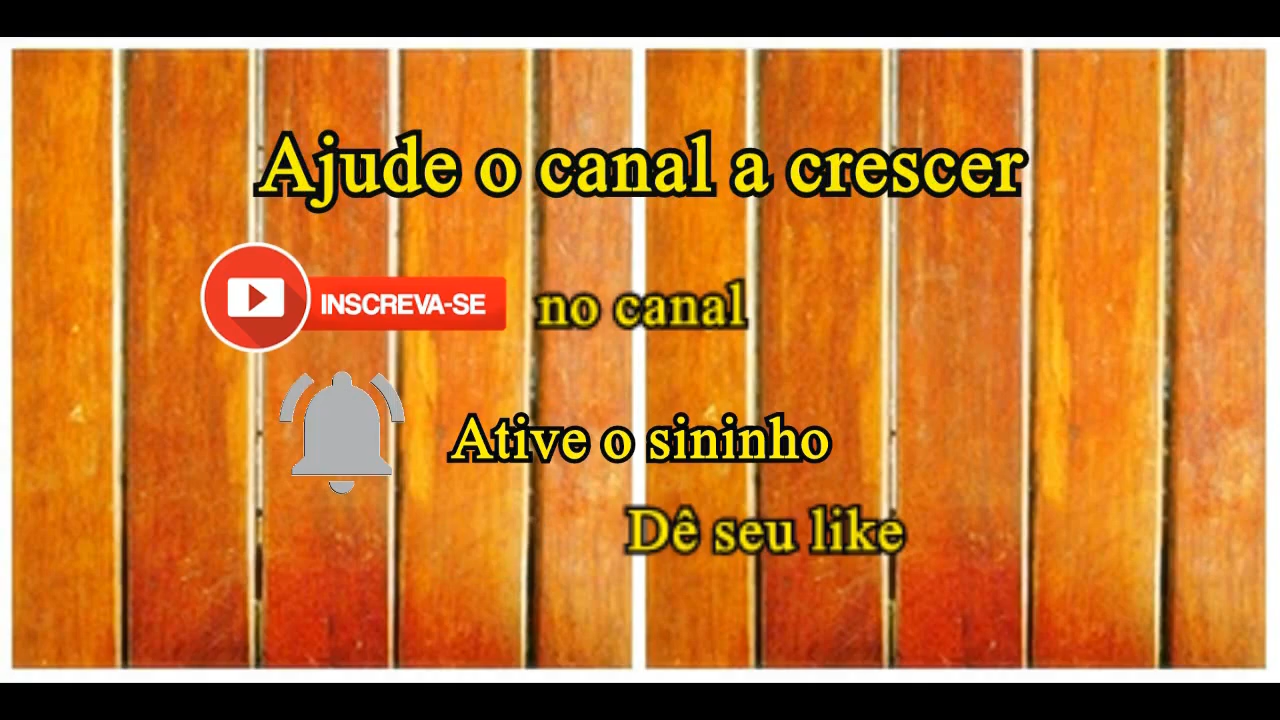 Ajude o canal a crescer
INSCREVA-SE no canal
Ative o sininho
Dê seu like